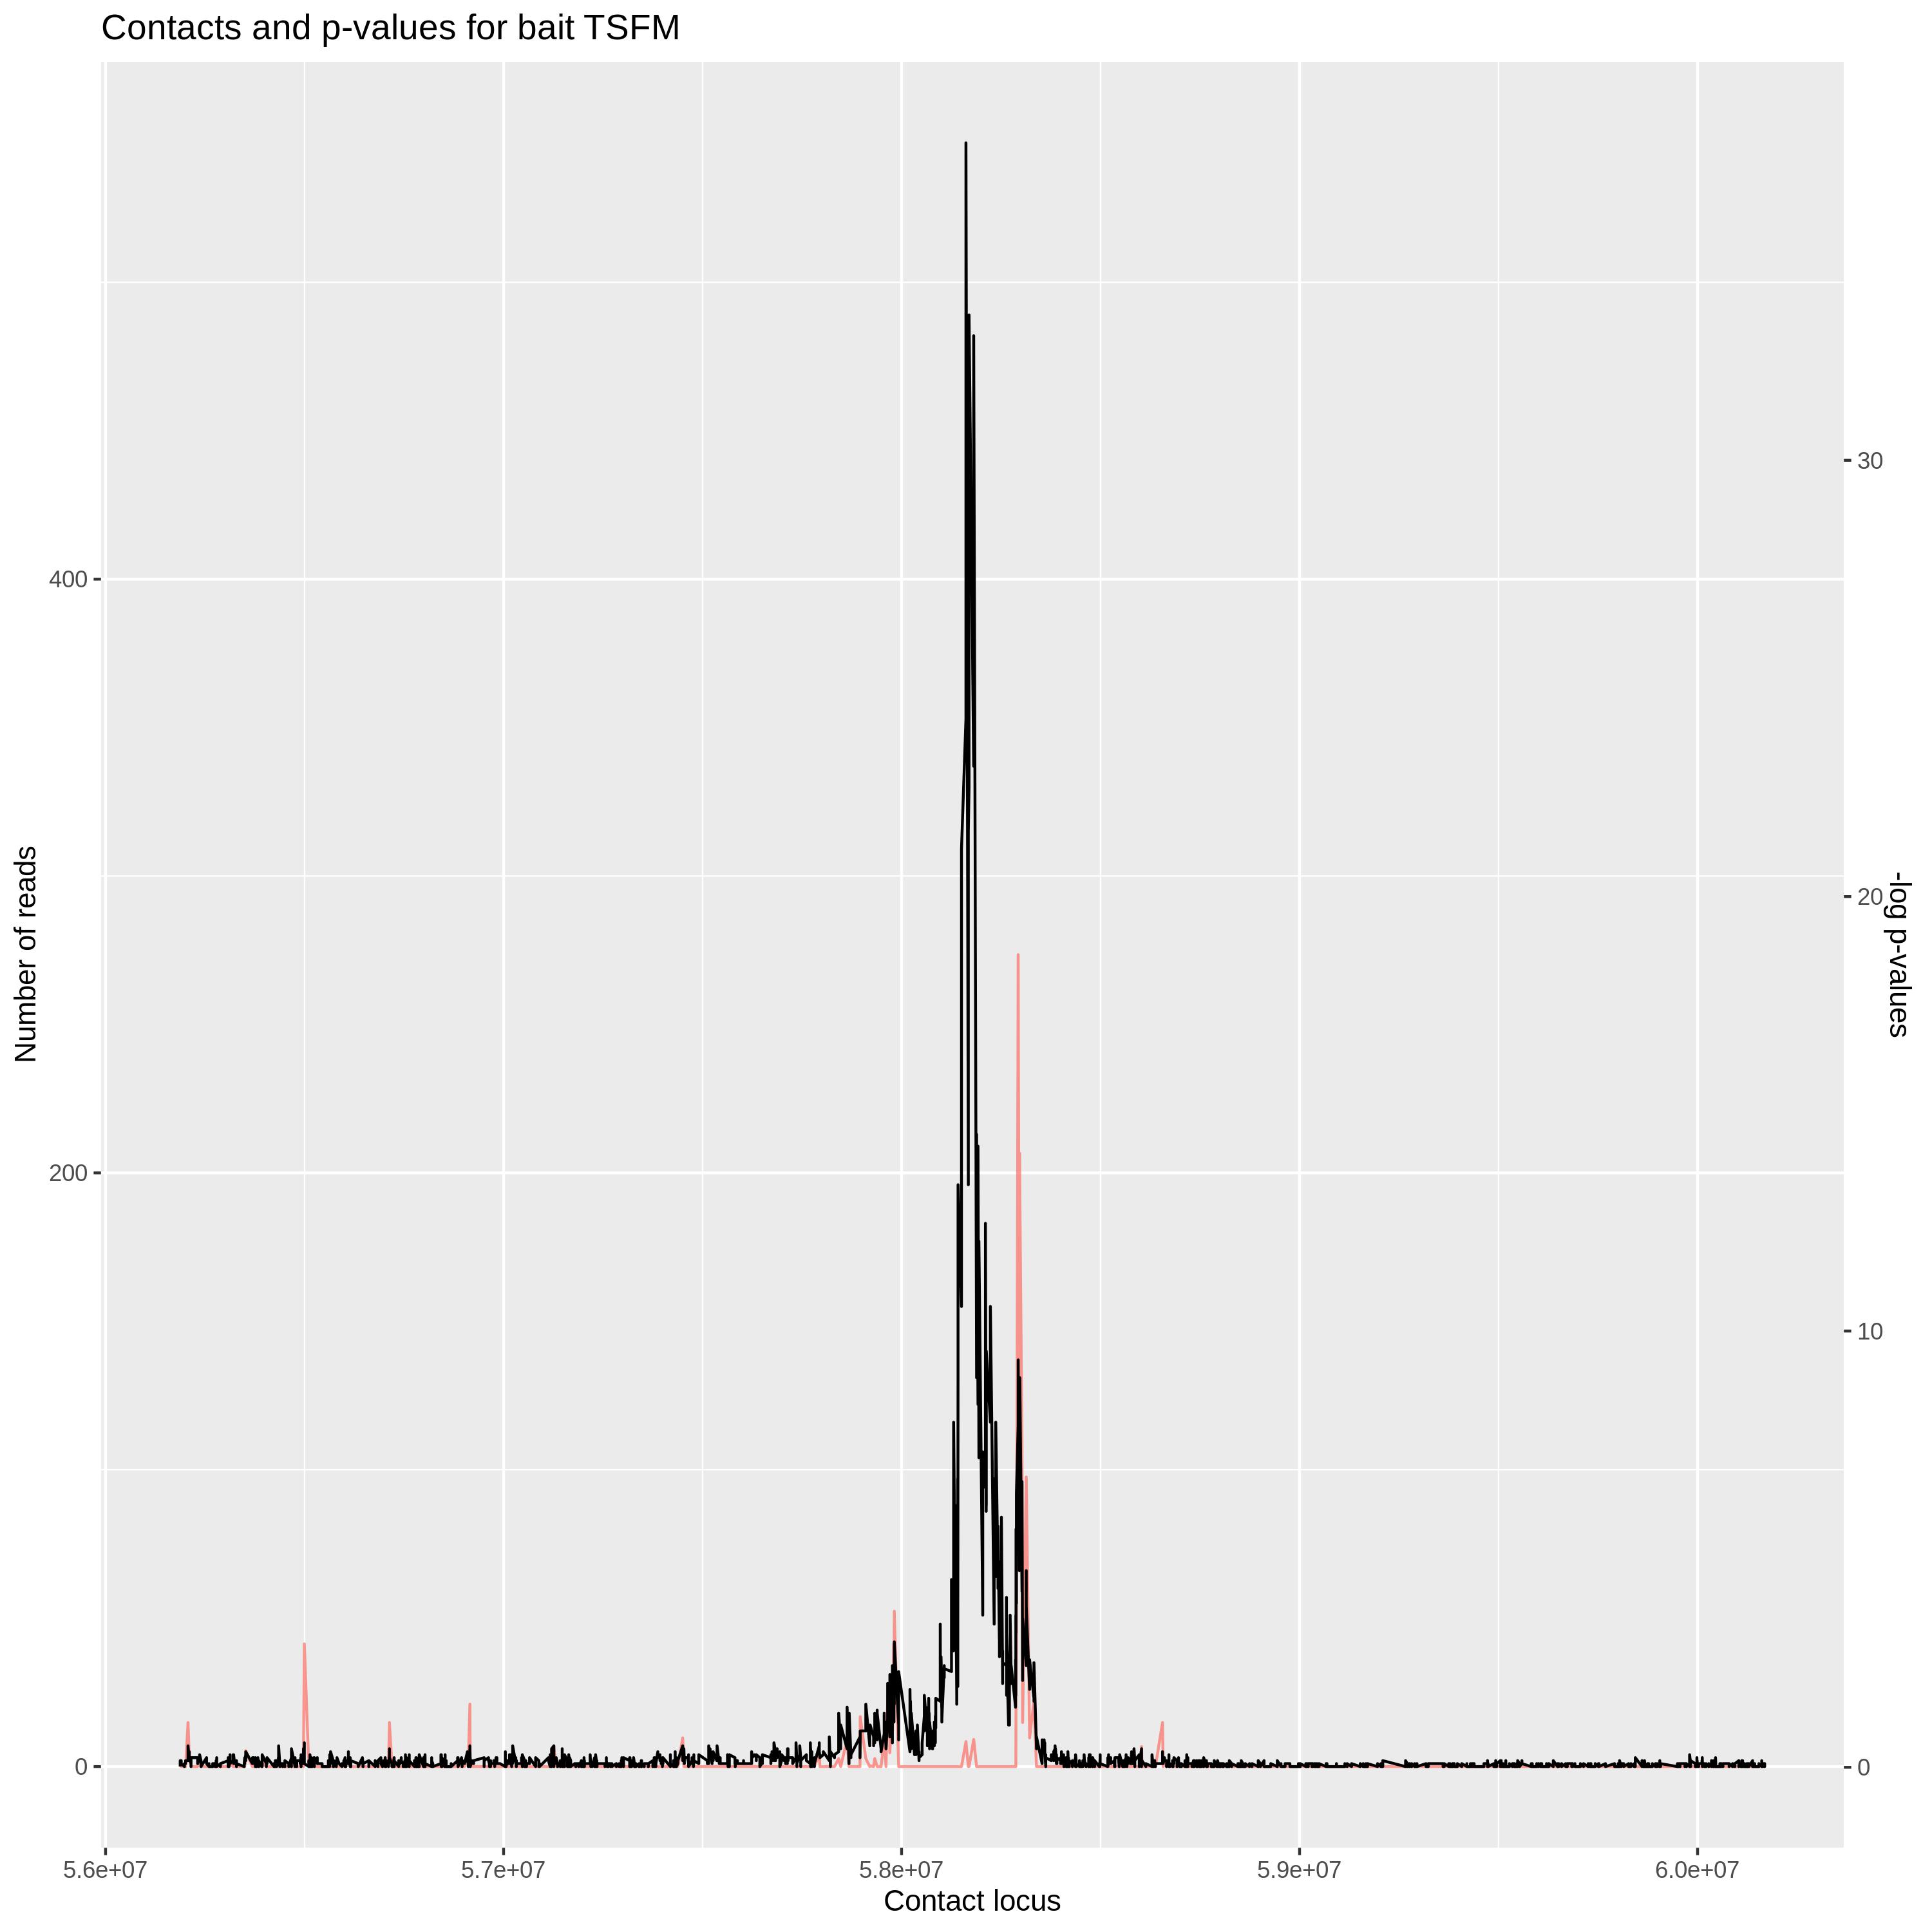 Contacts and p-values for bait TSFM
Number of reads
400
200
0
30
20
10
0
-log p-values
5.6e+07
5.7e+07
5.8e+07
5.9e+07
6.0e+07
Contact locus